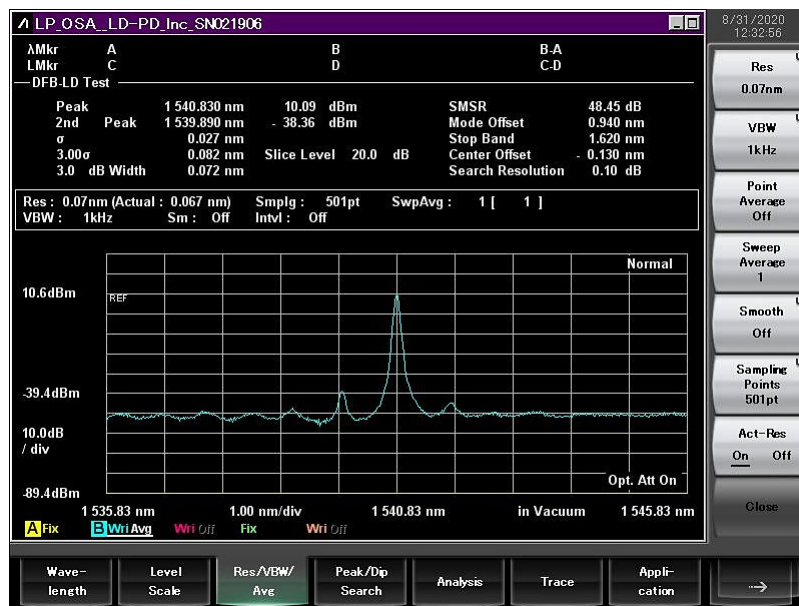 LP_OSA__LD-PD_Inc_SN021906
8/31/2020
12:32:56
λMkr A B B-A
LMkr C D C-D
DFB-LD Test
Peak 1 540.830 nm 10.09 dBm SMSR 48.45 dB
2nd Peak 1 539.890 nm - 38.36 dBm Mode Offset 0.940 nm
σ 0.027 nm Stop Band 1.620 nm
3.00σ 0.082 nm Slice Level 20.0 dB Center Offset - 0.130 nm
3.0 dB Width 0.072 nm Search Resolution 0.10 dB
Res : 0.07nm (Actual : 0.067 nm) Smplg : 501pt SwpAvg : 1 [ 1 ]
VBW : 1kHz Sm : Off Intvl : Off
Normal
10.6dBm
REF
-39.4dBm
10.0dB
/ div
Opt. Att On
-89.4dBm
1 535.83 nm 1.00 nm/div 1 540.83 nm in Vacuum 1 545.83 nm
A Fix B Wri Avg Wri Off Fix Wri Off
Res
0.07nm
VBW
1kHz
Point
Average
Off
Sweep
Average
1
Smooth
Off
Sampling
Points
501pt
Act-Res
On Off
Close
Wave-
length
Level
Scale
Res/VBW/
Avg
Peak/Dip
Search
Analysis
Trace
Appli-
cation